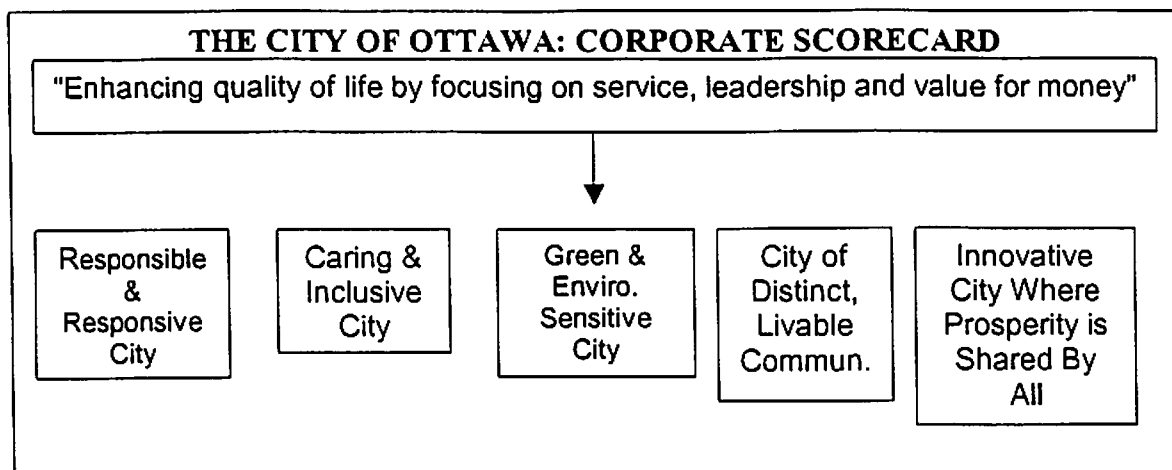 THE CITY OF OTTAWA: CORPORATE SCORECARD
"Enhancing quality of life by focusing on service, leadership and value for money"
Responsible
&
Responsive
City
Caring &
Inclusive
City
Green &
Enviro.
Sensitive
City
City of
Distinct,
Livable
Commun.
Innovative
City Where
Prosperity is
Shared By
All